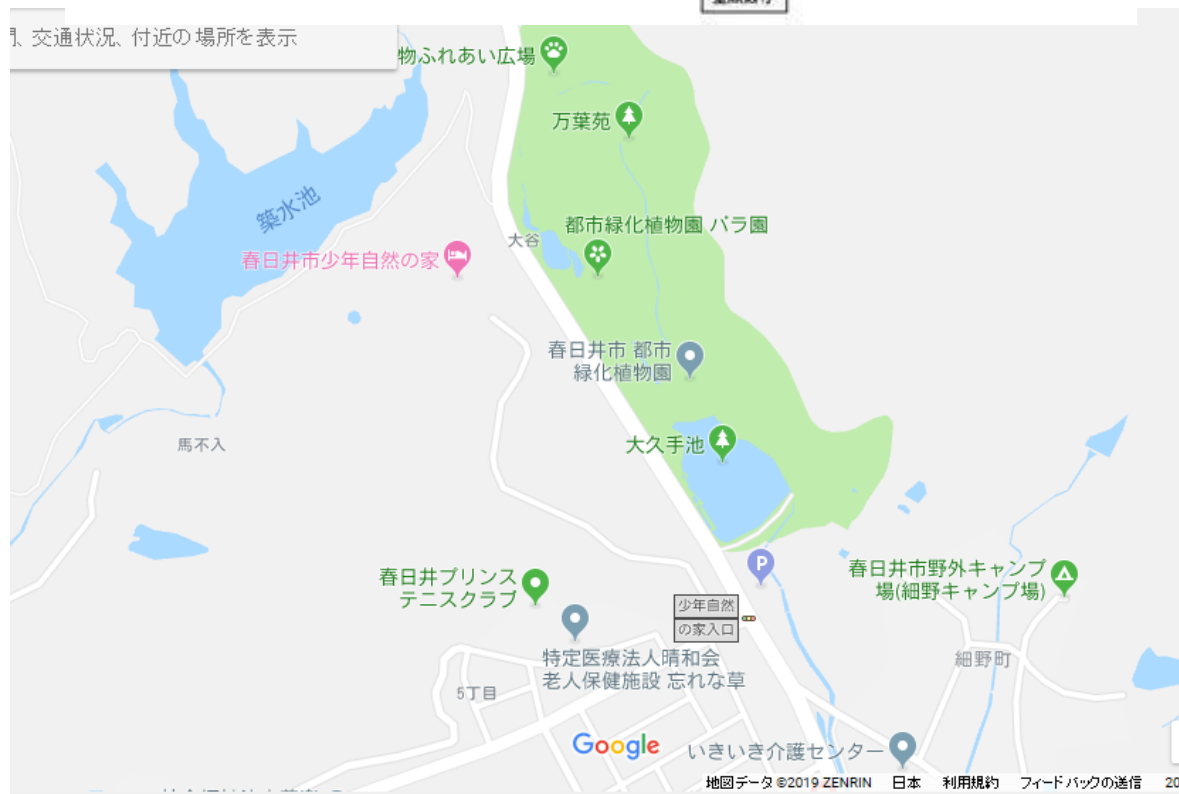 、交通状況、付近の場所を表示
物ふれあい広場
万葉苑
築水池
都市緑化植物園 バラ園
大谷
春日井市少年自然の家
春日井市 都市
緑化植物園
大久手池
馬不入
P
春日井市野外キャンプ
場(細野キャンプ場)
春日井プリンス
テニスクラブ
少年自然
の家入口
特定医療法人晴和会
老人保健施設 忘れな草
細野町
5丁目
Google
いきいき介護センター
地図データ ©2019 ZENRIN 日本 利用規約 フィードバックの送信 20